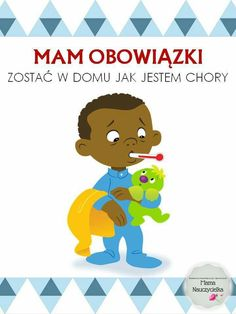 MAM OBOWIĄZKI
ZOSTAĆ W DOMU JAK JESTEM CHORY
Mama
Nauczycielka